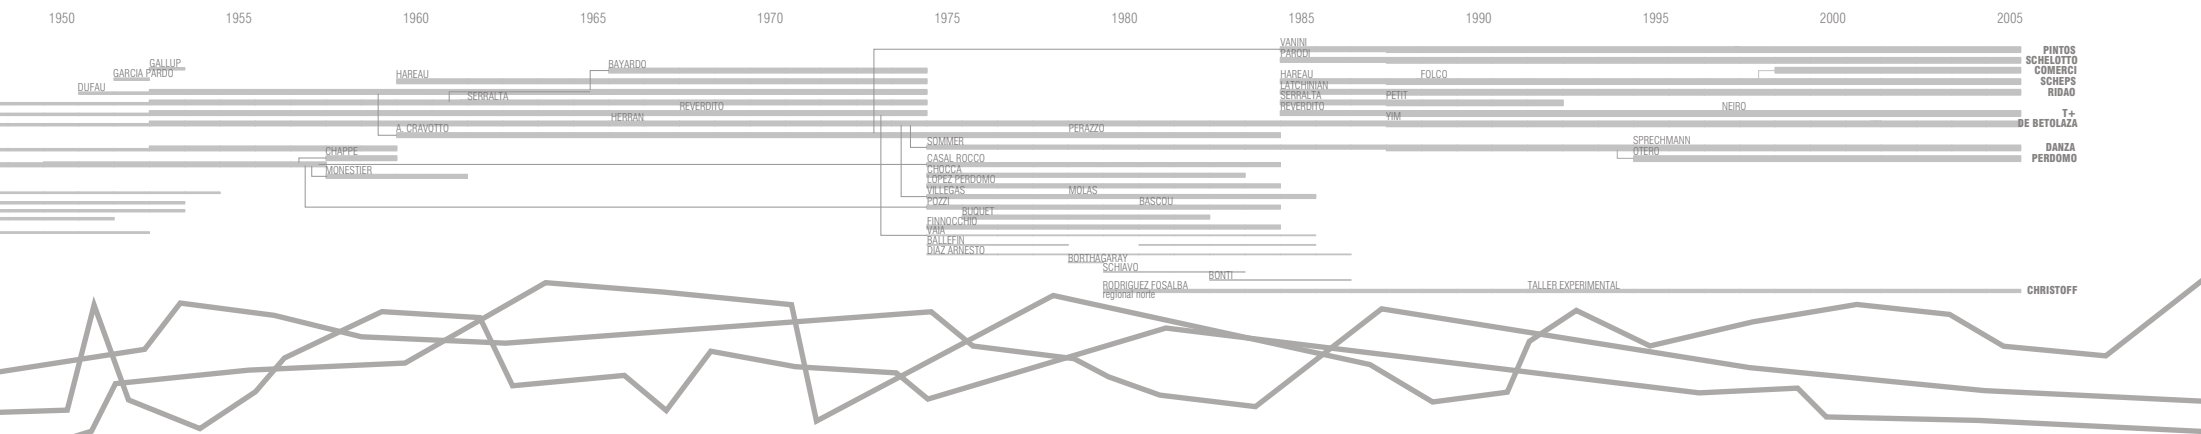 1950 1955 1960 1965 1970 1975 1980 1985 1990 1995 2000 2005
VANINI
PINTOS
PARODI
SCHELOTTO
GALLUP
BAYARDO
COMERCI
GARCIA PARDO
HAREAU
HAREAU
FOLCO
SCHEPS
DUFAU
LATCHINIAN
RIDAO
SERRALTA
SERRALTA
PETIT
REVERDITO
REVERDITO
NEIRO
T+
HERRAN
YIM
DE BETOLAZA
A. CRAVOTTO
PERAZZO
SOMMER
SPRECHMANN
DANZA
CHAPPE
OTERO
PERDOMO
CASAL ROCCO
MONESTIER
CHOCCA
LOPEZ PERDOMO
VILLEGAS
MOLAS
POZZI
BASCOU
BUQUET
FINNOCCHIO
VAIA
BALLEFIN
DIAZ ARNESTO
BORTHAGARAY
SCHIAVO
BONTI
RODRIGUEZ FOSALBA
TALLER EXPERIMENTAL
CHRISTOFF
regional norte